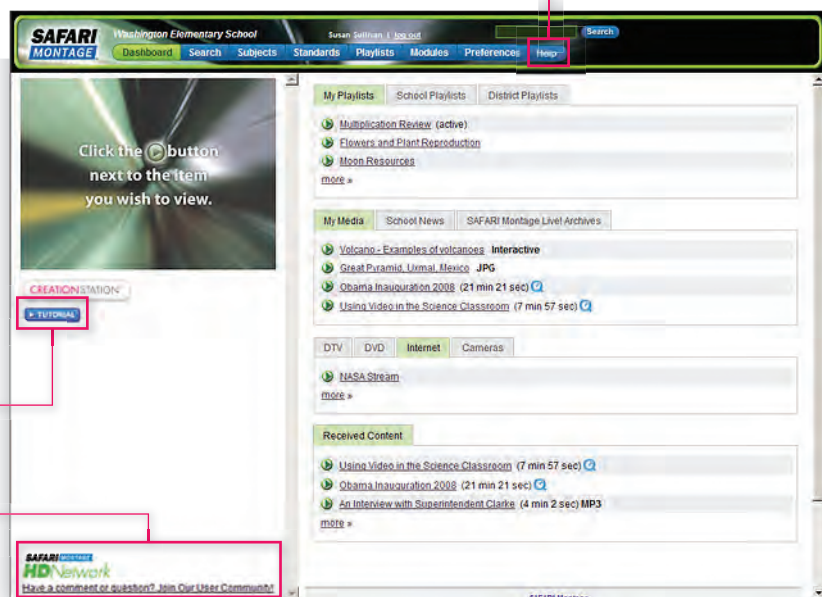 SAFARI
MONTAGE
Washington Elementary School
Susan Sullivan | log out
Search
Dashboard Search Subjects Standards Playlists Modules Preferences Help
Click the button
next to the item
you wish to view.
CREATION STATION
TUTORIAL
SAFARI MONTAGE
HD Network
Have a comment or question? Join Our User Community!
My Playlists School Playlists District Playlists
Multiplication Review (active)
Flowers and Plant Reproduction
Moon Resources
more »
My Media School News SAFARI Montage Live! Archives
Volcano - Examples of volcanoes Interactive
Great Pyramid, Uxmal, Mexico JPG
Obama Inauguration 2008 (21 min 21 sec)
Using Video in the Science Classroom (7 min 57 sec)
DTV DVD Internet Cameras
NASA Stream
more »
Received Content
Using Video in the Science Classroom (7 min 57 sec)
Obama Inauguration 2008 (21 min 21 sec)
An Interview with Superintendent Clarke (4 min 2 sec) MP3
more »
SAFARI Montage